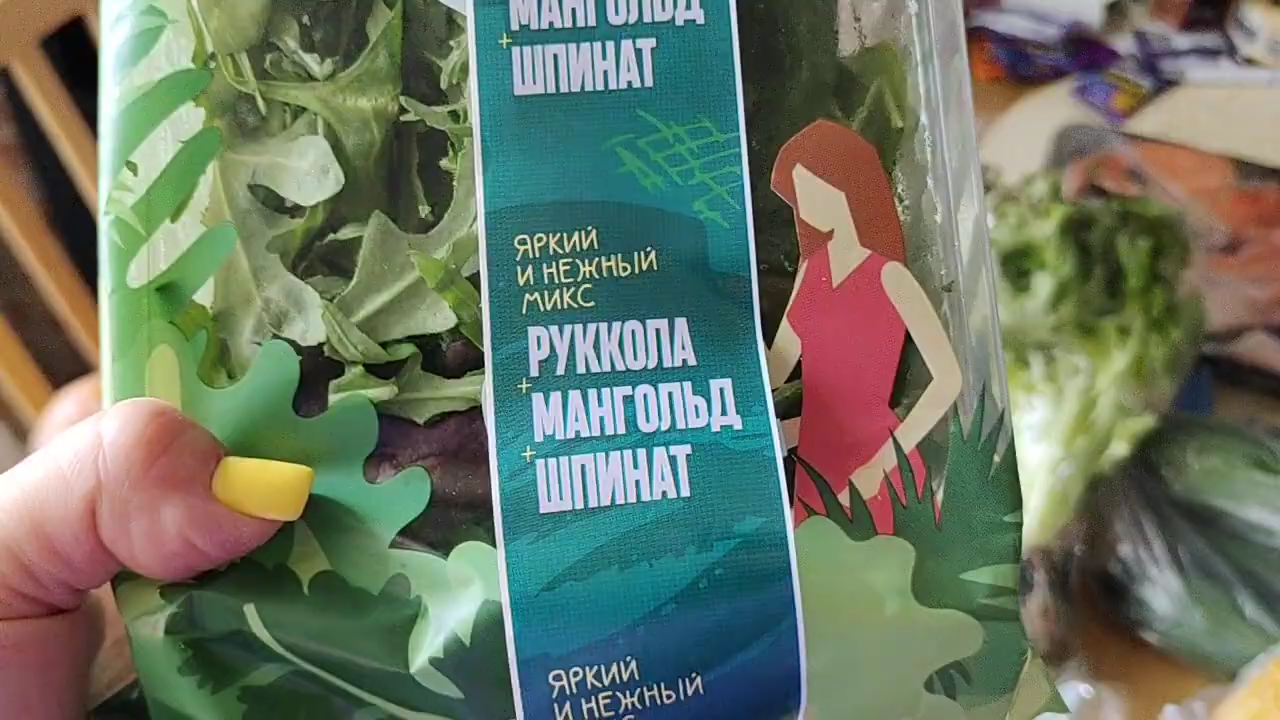 МАНГОЛЬД
+
ШПИНАТ
ЯРКИЙ
И НЕЖНЫЙ
МИКС
РУККОЛА
+
МАНГОЛЬД
+
ШПИНАТ
ЯРКИЙ
И НЕЖНЫЙ